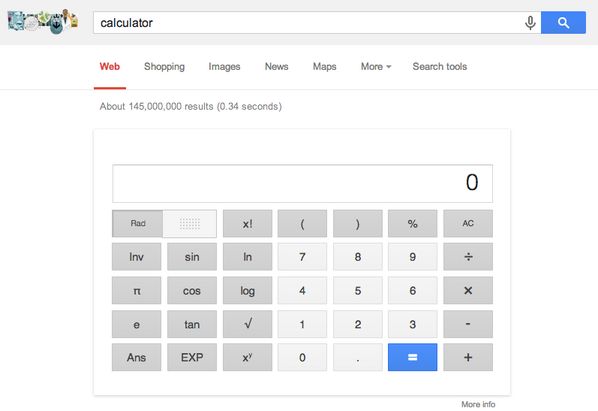 calculator
Web Shopping Images News Maps More Search tools
About 145,000,000 results (0.34 seconds)
0
Rad x! ( ) % AC
Inv sin ln 7 8 9 ÷
π cos log 4 5 6 ×
e tan √ 1 2 3 -
Ans EXP xʸ 0 . = +
More info